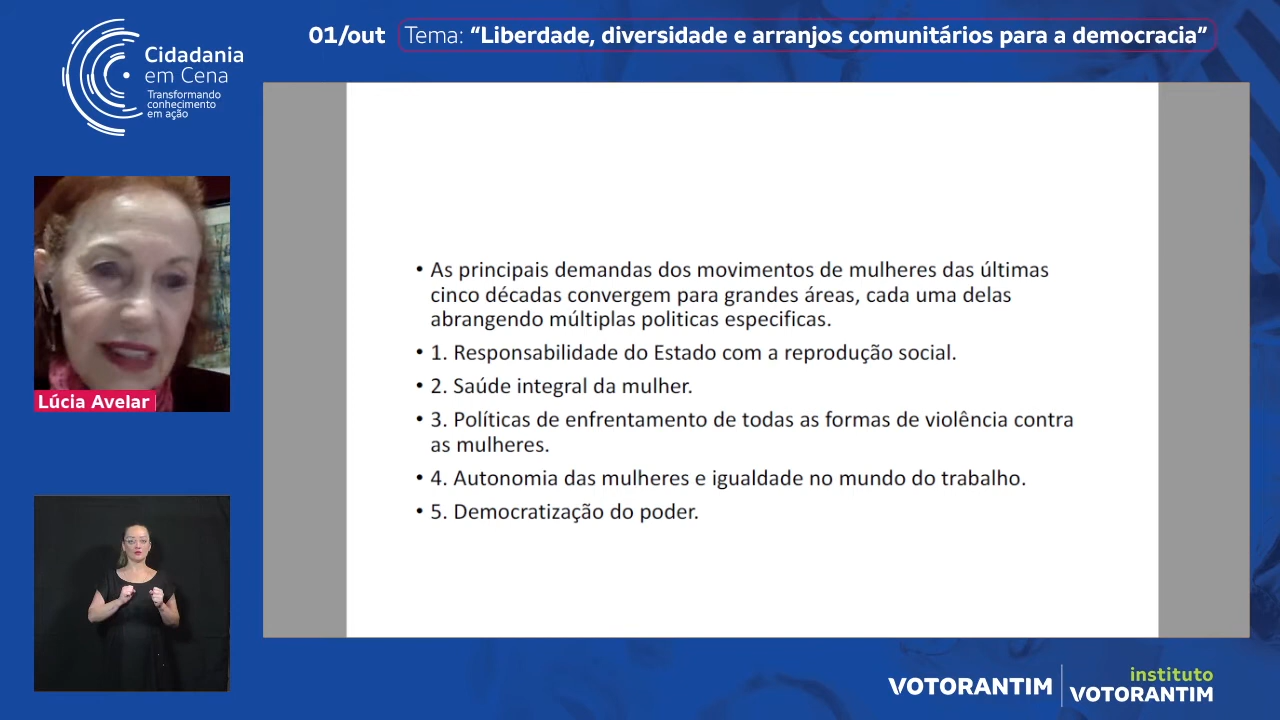 01/out Tema: “Liberdade, diversidade e arranjos comunitários para a democracia”
Cidadania
em Cena
Transformando
conhecimento
em ação
Lúcia Avelar
• As principais demandas dos movimentos de mulheres das últimas
cinco décadas convergem para grandes áreas, cada uma delas
abrangendo múltiplas politicas especificas.
• 1. Responsabilidade do Estado com a reprodução social.
• 2. Saúde integral da mulher.
• 3. Políticas de enfrentamento de todas as formas de violência contra
as mulheres.
• 4. Autonomia das mulheres e igualdade no mundo do trabalho.
• 5. Democratização do poder.
VOTORANTIM
instituto
VOTORANTIM